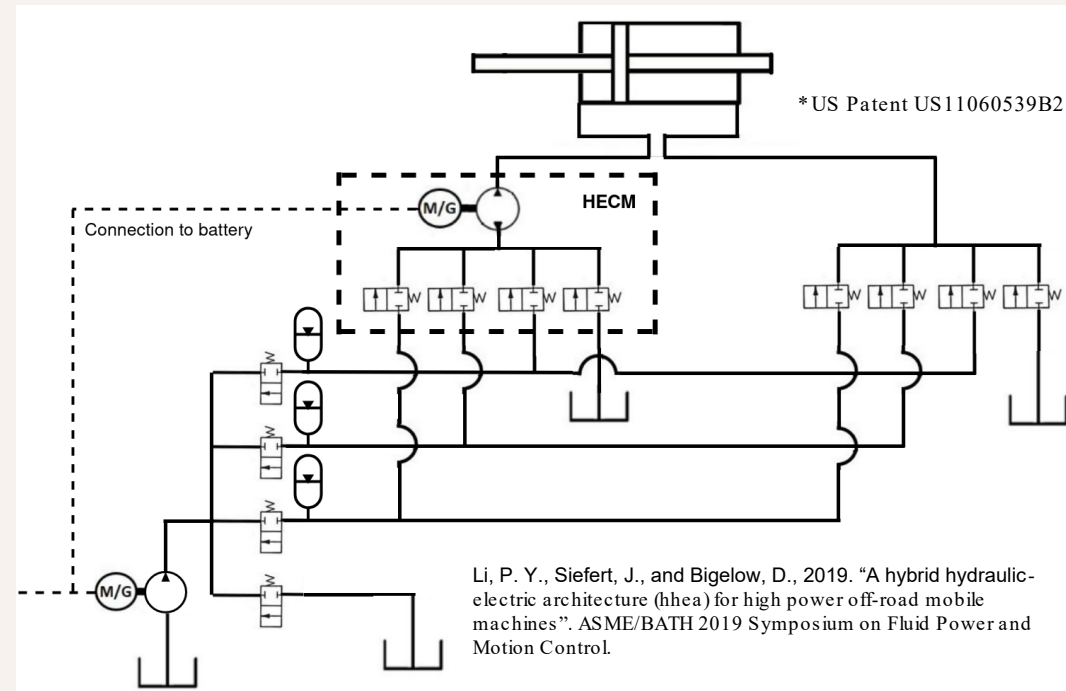 *US Patent US11060539B2
HECM
M/G
Connection to battery
W W W W
W W W W
W
W
W
W
M/G
Li, P. Y., Siefert, J., and Bigelow, D., 2019. “A hybrid hydraulic-
electric architecture (hhea) for high power off-road mobile
machines”. ASME/BATH 2019 Symposium on Fluid Power and
Motion Control.